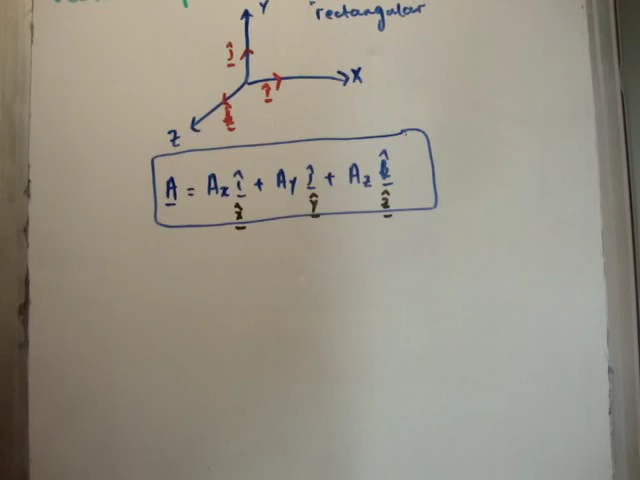 rectangular
Y
ĵ
X
î
k̂
Z
A = Ax î + Ay ĵ + Az k̂
x̂ ŷ ẑ